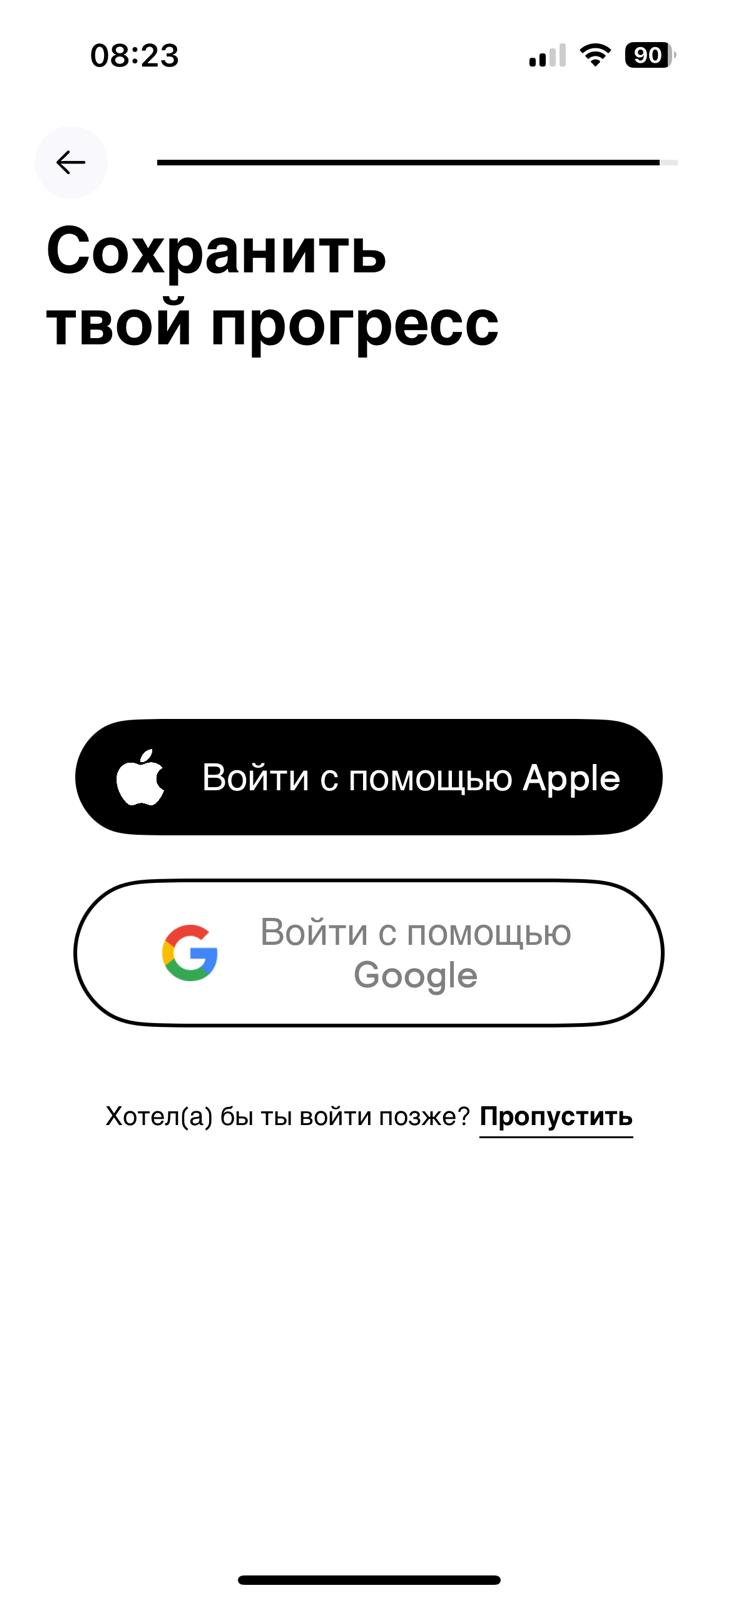 08:23
90
Сохранить
твой прогресс
Войти с помощью Apple
Войти с помощью
Google
Хотел(а) бы ты войти позже? Пропустить